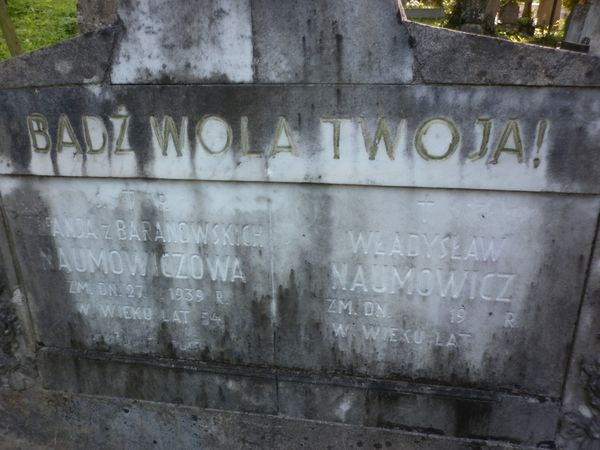 BĄDŹ WOLA TWOJA!
Z BARANOWSKICH
NAUMOWICZOWA
ZM. DN. 27 1939 R.
W WIEKU LAT 54
WŁADYSŁAW
NAUMOWICZ
ZM. DN. 19 R.
W WIEKU LAT